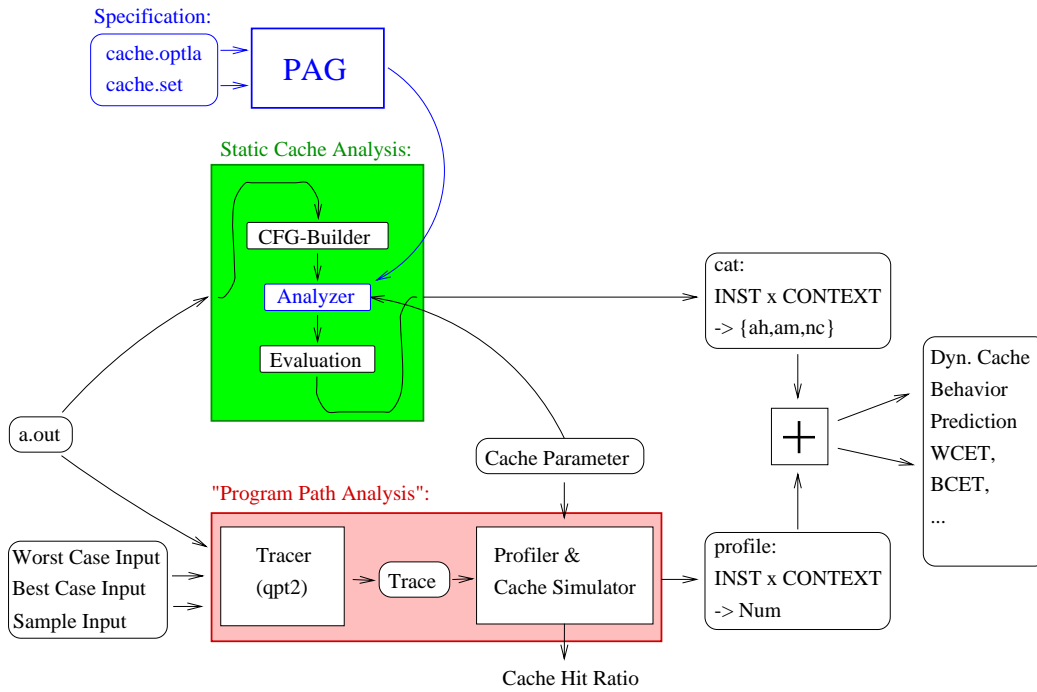 Specification:
cache.optla
cache.set
PAG
Static Cache Analysis:
CFG-Builder
Analyzer
Evaluation
cat:
INST x CONTEXT
-> {ah,am,nc}
Dyn. Cache
Behavior
Prediction
WCET,
BCET,
...
+
a.out
Cache Parameter
"Program Path Analysis":
Worst Case Input
Best Case Input
Sample Input
Tracer
(qpt2)
Trace
Profiler &
Cache Simulator
profile:
INST x CONTEXT
-> Num
Cache Hit Ratio